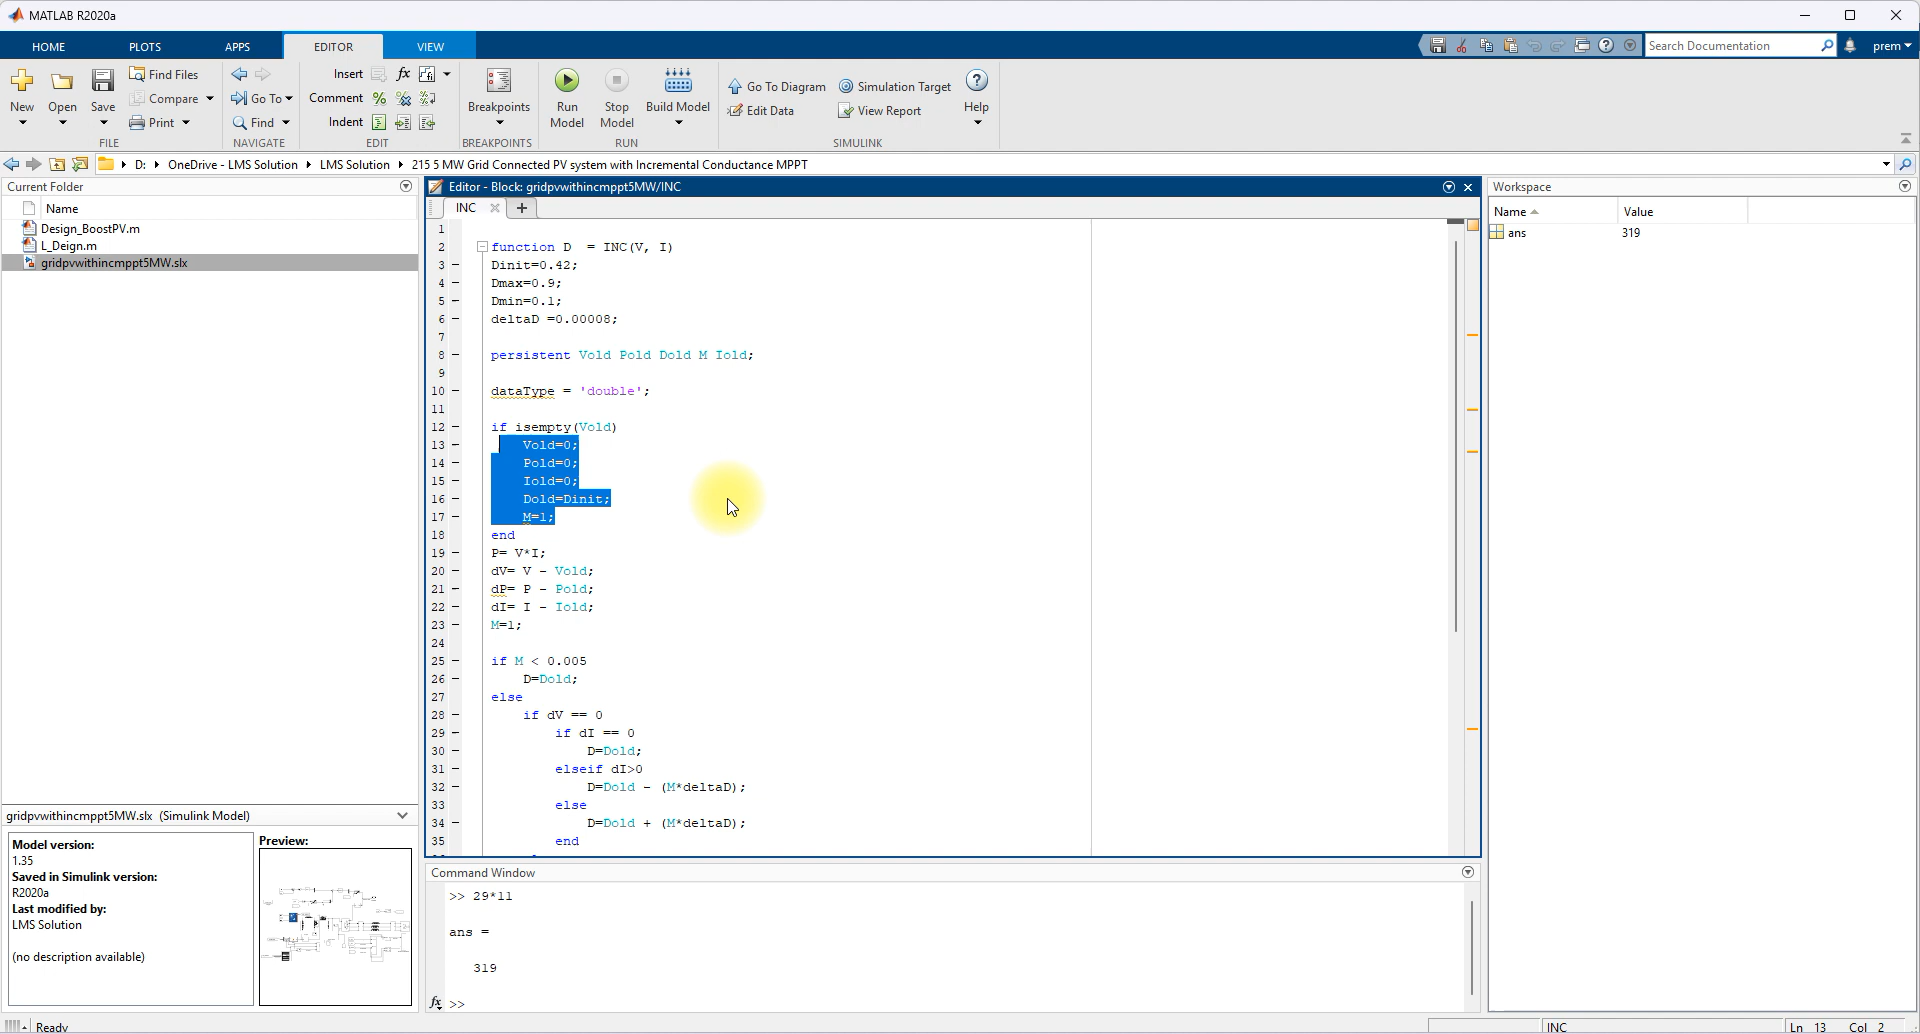 MATLAB R2020a
HOME PLOTS APPS EDITOR VIEW
Search Documentation
prem
New Open Save Find Files Compare Print
FILE
Go To Find
NAVIGATE
Insert Comment Indent
EDIT
Breakpoints
BREAKPOINTS
Run Model Stop Model Build Model
RUN
Go To Diagram Edit Data Simulation Target View Report Help
SIMULINK
D: OneDrive - LMS Solution LMS Solution 215 5 MW Grid Connected PV system with Incremental Conductance MPPT
Current Folder
Name
Design_BoostPV.m
L_Deign.m
gridpvwithincmppt5MW.slx
Editor - Block: gridpvwithincmppt5MW/INC
INC
1
2 function D = INC(V, I)
3 Dinit=0.42;
4 Dmax=0.9;
5 Dmin=0.1;
6 deltaD =0.00008;
7
8 persistent Vold Pold Dold M Iold;
9
10 dataType = 'double';
11
12 if isempty(Vold)
13 Vold=0;
14 Pold=0;
15 Iold=0;
16 Dold=Dinit;
17 M=1;
18 end
19 P= V*I;
20 dV= V - Vold;
21 dP= P - Pold;
22 dI= I - Iold;
23 M=1;
24
25 if M < 0.005
26 D=Dold;
27 else
28 if dV == 0
29 if dI == 0
30 D=Dold;
31 elseif dI>0
32 D=Dold - (M*deltaD);
33 else
34 D=Dold + (M*deltaD);
35 end
Workspace
Name Value
ans 319
gridpvwithincmppt5MW.slx (Simulink Model)
Model version:
1.35
Saved in Simulink version:
R2020a
Last modified by:
LMS Solution
(no description available)
Preview:
Command Window
>> 29*11
ans =
319
fx >>
Ready
INC
Ln 13 Col 2